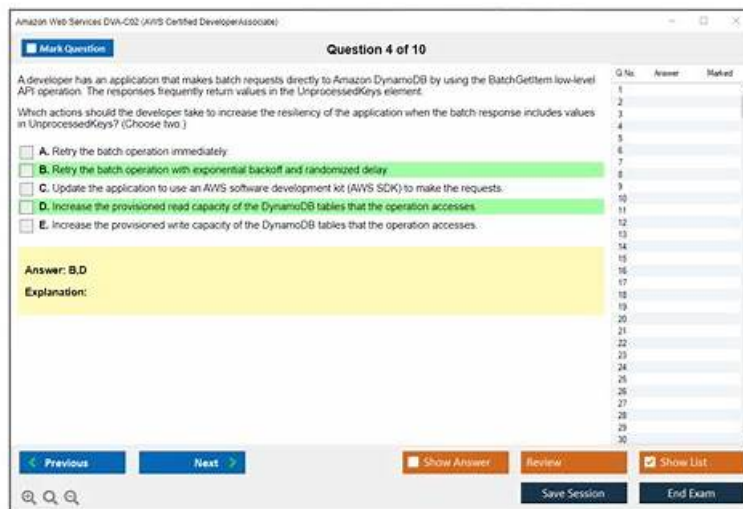 Amazon Web Services DVA-C02 (AWS Certified DeveloperAssociate)
Mark Question
Question 4 of 10
A developer has an application that makes batch requests directly to Amazon DynamoDB by using the BatchGetItem low-level
API operation. The responses frequently return values in the UnprocessedKeys element.
Which actions should the developer take to increase the resiliency of the application when the batch response includes values
in UnprocessedKeys? (Choose two.)
A. Retry the batch operation immediately
B. Retry the batch operation with exponential backoff and randomized delay
C. Update the application to use an AWS software development kit (AWS SDK) to make the requests.
D. Increase the provisioned read capacity of the DynamoDB tables that the operation accesses.
E. Increase the provisioned write capacity of the DynamoDB tables that the operation accesses.
Answer: B,D
Explanation:
Q No. Answer Marked
1
2
3
4
5
6
7
8
9
10
11
12
13
14
15
16
17
18
19
20
21
22
23
24
25
26
27
28
29
30
Previous
Next
Show Answer
Review
Show List
Save Session
End Exam